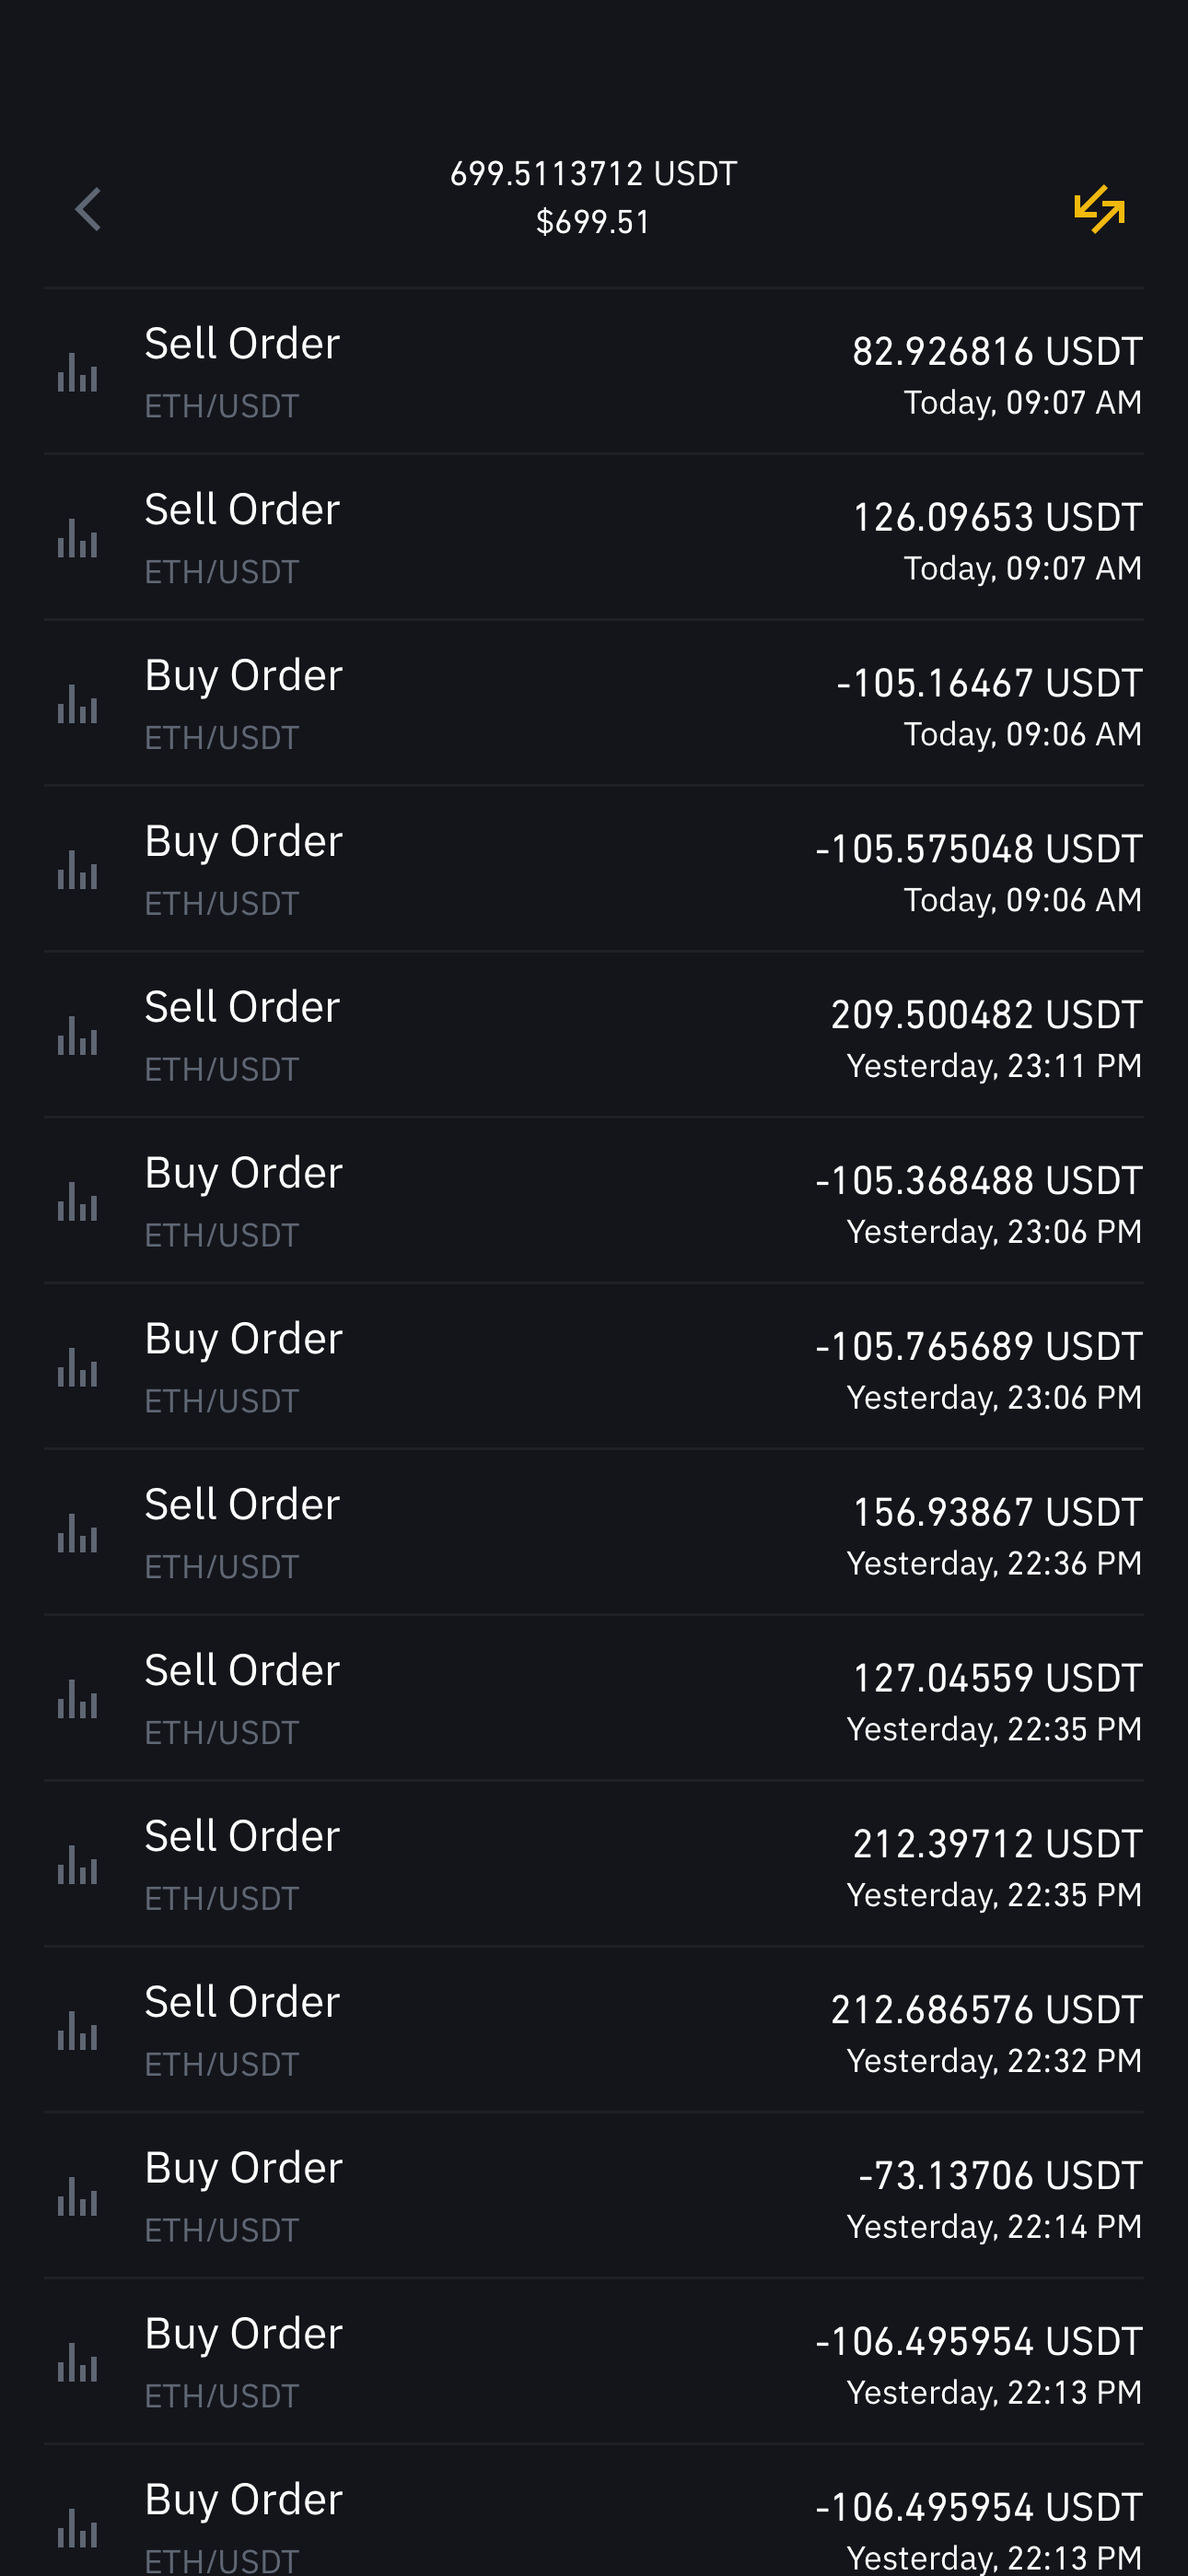 699.5113712 USDT
$699.51
Sell Order
82.926816 USDT
ETH/USDT
Today, 09:07 AM
Sell Order
126.09653 USDT
ETH/USDT
Today, 09:07 AM
Buy Order
-105.16467 USDT
ETH/USDT
Today, 09:06 AM
Buy Order
-105.575048 USDT
ETH/USDT
Today, 09:06 AM
Sell Order
209.500482 USDT
ETH/USDT
Yesterday, 23:11 PM
Buy Order
-105.368488 USDT
ETH/USDT
Yesterday, 23:06 PM
Buy Order
-105.765689 USDT
ETH/USDT
Yesterday, 23:06 PM
Sell Order
156.93867 USDT
ETH/USDT
Yesterday, 22:36 PM
Sell Order
127.04559 USDT
ETH/USDT
Yesterday, 22:35 PM
Sell Order
212.39712 USDT
ETH/USDT
Yesterday, 22:35 PM
Sell Order
212.686576 USDT
ETH/USDT
Yesterday, 22:32 PM
Buy Order
-73.13706 USDT
ETH/USDT
Yesterday, 22:14 PM
Buy Order
-106.495954 USDT
ETH/USDT
Yesterday, 22:13 PM
Buy Order
-106.495954 USDT
ETH/USDT
Yesterday, 22:13 PM